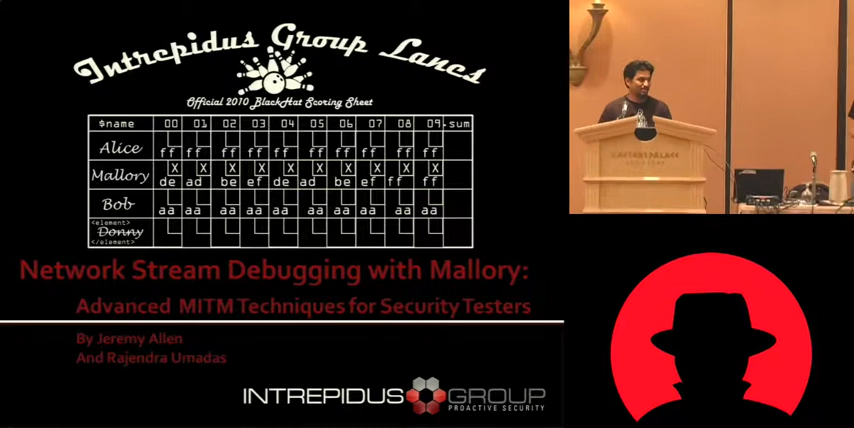 Intrepidus Group Lanes
Official 2010 BlackHat Scoring Sheet
$name 00 01 02 03 04 05 06 07 08 09 .sum
Alice ff ff ff ff ff ff ff ff ff ff
X X X X X X X X X X
Mallory de ad be ef de ad be ef ff ff
Bob aa aa aa aa aa aa aa aa aa aa
<element>
Donny
</element>
Network Stream Debugging with Mallory:
Advanced MITM Techniques for Security Testers
By Jeremy Allen
And Rajendra Umadas
INTREPIDUS GROUP
PROACTIVE SECURITY
CAESARS PALACE